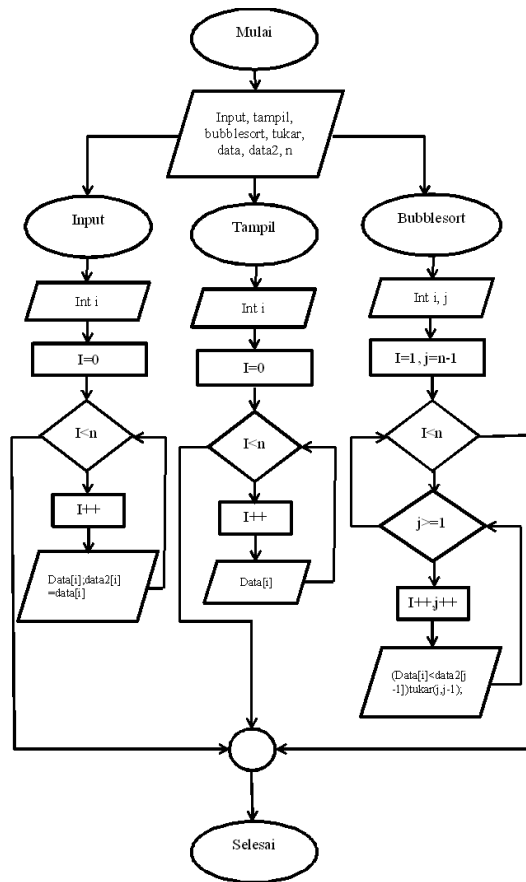 Mulai
Input, tampil,
bubblesort, tukar,
data, data2, n
Input
Int i
I=0
I<n
I++
Data[i];data2[i]
=data[i]
Tampil
Int i
I=0
I<n
I++
Data[i]
Bubblesort
Int i, j
I=1, j=n-1
I<n
j>=1
I++,j++
(Data[i]<data2[j
-1])tukar(j,j-1);
Selesai